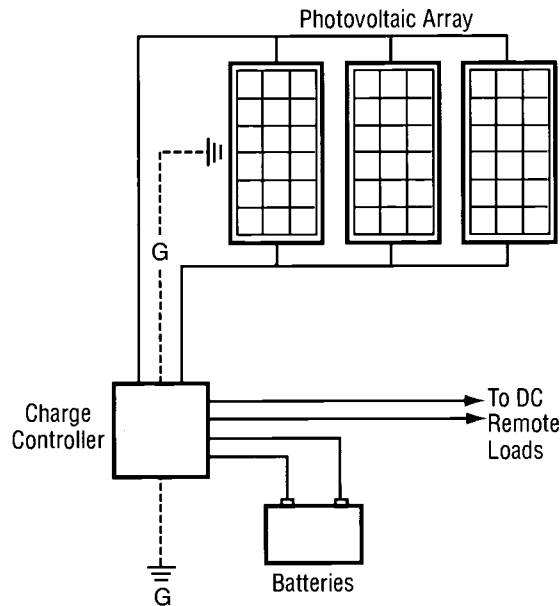 Photovoltaic Array
G
Charge
Controller
To DC
Remote
Loads
G
Batteries